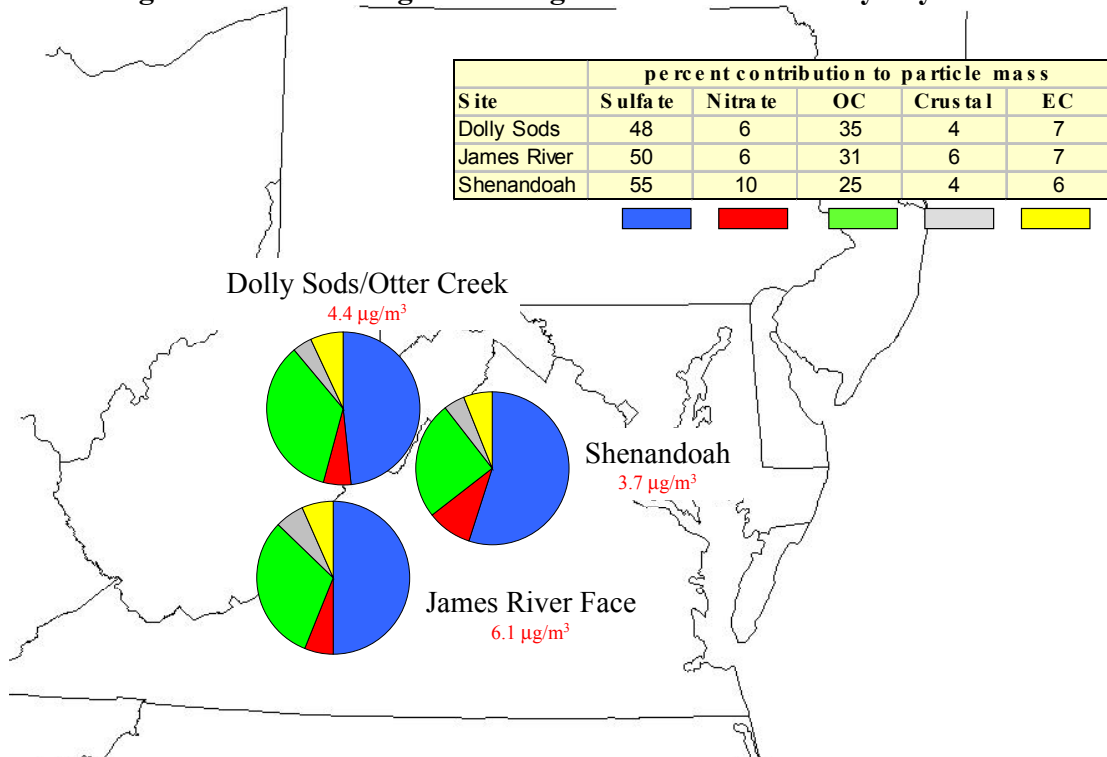 percent contribution to particle mass
Site Sulfate Nitrate OC Crustal EC
Dolly Sods 48 6 35 4 7
James River 50 6 31 6 7
Shenandoah 55 10 25 4 6
Dolly Sods/Otter Creek
4.4 µg/m³
Shenandoah
3.7 µg/m³
James River Face
6.1 µg/m³